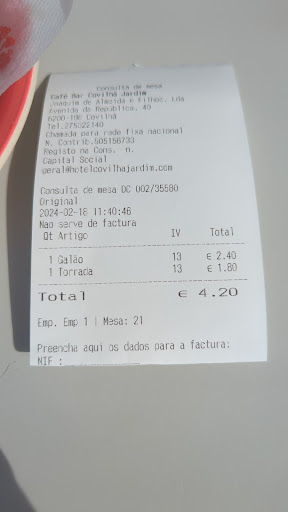 Consulta de mesa
Café Bar Covilhã Jardim
Joaquim de Almeida e Filhos, Lda
Avenida da República, 40
6200-196 Covilhã
Tel.275322140
Chamada para rede fixa nacional
N. Contrib.505156733
Registo na Cons. n.
Capital Social
geral@hotelcovilhajardim.com
Consulta de mesa DC 002/35580
Original
2024-02-18 11:40:46
Nao serve de factura
Qt Artigo IV Total
1 Galão 13 € 2.40
1 Torrada 13 € 1.80
Total € 4.20
Emp. Emp 1 | Mesa: 21
Preencha aqui os dados para a factura:
NIF :